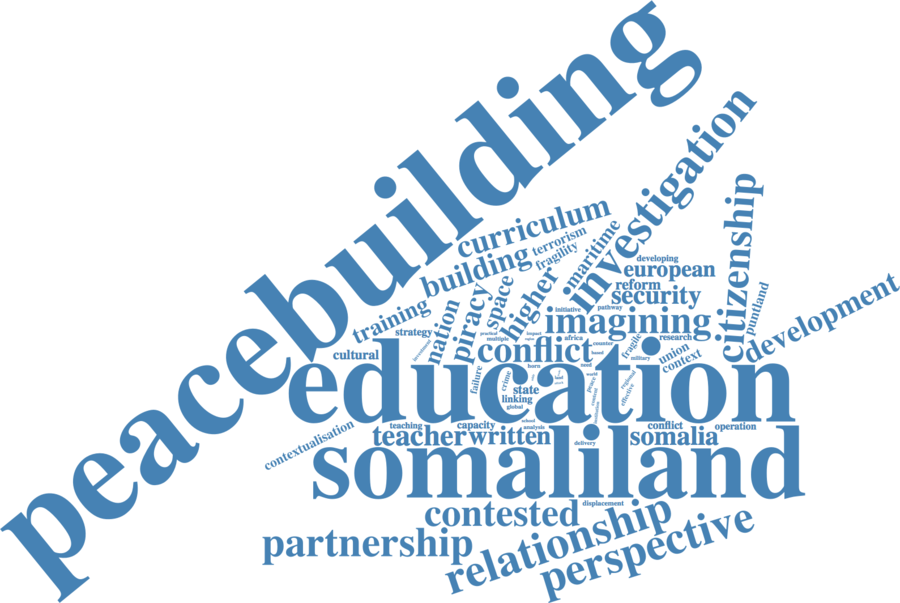 peacebuilding
investigation
curriculum
terrorism
fragility
maritime
citizenship
building
developing
european
training
nation
piracy
space
higher
reform
security
puntland
development
strategy
practical
multiple
impact
initiative
pathway
imagining
africa
research
counter
cultural
conflict
based
fragile
military
union
context
education
failure
crime
horn
state
linking
global
world
peace
content
regional
effective
school
analysis
contextualisation
teaching
capacity
conflict
operation
teacher
written
delivery
somalia
somaliland
displacement
contested
partnership
relationship
perspective